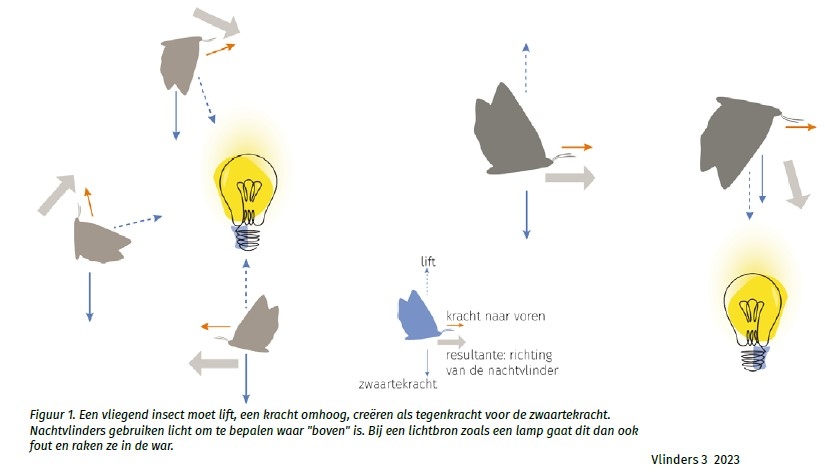 lift
kracht naar voren
resultante: richting
van de nachtvlinder
zwaartekracht
Figuur 1. Een vliegend insect moet lift, een kracht omhoog, creëren als tegenkracht voor de zwaartekracht.
Nachtvlinders gebruiken licht om te bepalen waar "boven" is. Bij een lichtbron zoals een lamp gaat dit dan ook
fout en raken ze in de war.
Vlinders 3 2023